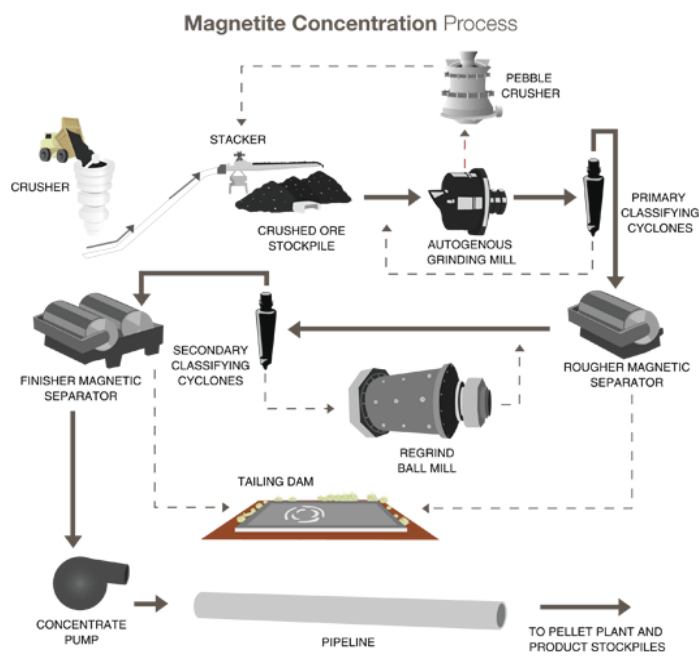 Magnetite Concentration Process
PEBBLE
CRUSHER
STACKER
CRUSHER
CRUSHED ORE
STOCKPILE
AUTOGENOUS
GRINDING MILL
PRIMARY
CLASSIFYING
CYCLONES
FINISHER MAGNETIC
SEPARATOR
SECONDARY
CLASSIFYING
CYCLONES
ROUGHER MAGNETIC
SEPARATOR
REGRIND
BALL MILL
TAILING DAM
CONCENTRATE
PUMP
PIPELINE
TO PELLET PLANT AND
PRODUCT STOCKPILES